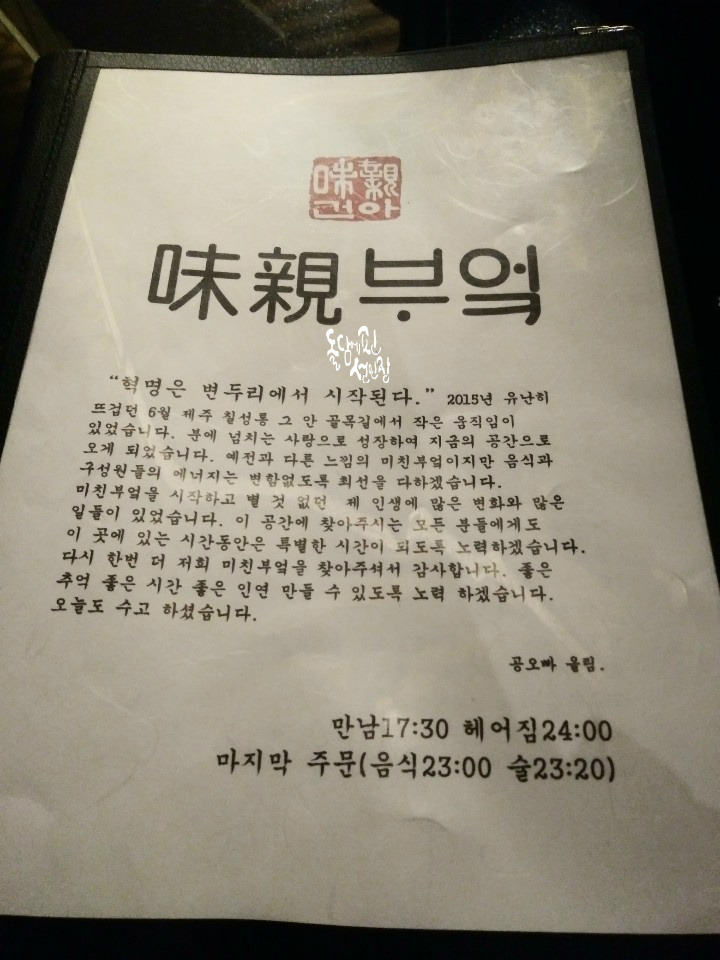 味親
건아
味親부엌
돌담에핀
선인장
“혁명은 변두리에서 시작된다.” 2015년 유난히
뜨겁던 6월 제주 칠성통 그 안 골목길에서 작은 움직임이
있었습니다. 분에 넘치는 사랑으로 성장하여 지금의 공간으로
오게 되었습니다. 예전과 다른 느낌의 미친부엌이지만 음식과
구성원들의 에너지는 변함없도록 최선을 다하겠습니다.
미친부엌을 시작하고 별 것 없던 제 인생에 많은 변화와 많은
일들이 있었습니다. 이 공간에 찾아주시는 모든 분들에게도
이 곳에 있는 시간동안은 특별한 시간이 되도록 노력하겠습니다.
다시 한번 더 저희 미친부엌을 찾아주셔서 감사합니다. 좋은
추억 좋은 시간 좋은 인연 만들 수 있도록 노력 하겠습니다.
오늘도 수고 하셨습니다.
공오빠 올림.
만남17:30 헤어짐24:00
마지막 주문(음식23:00 술23:20)